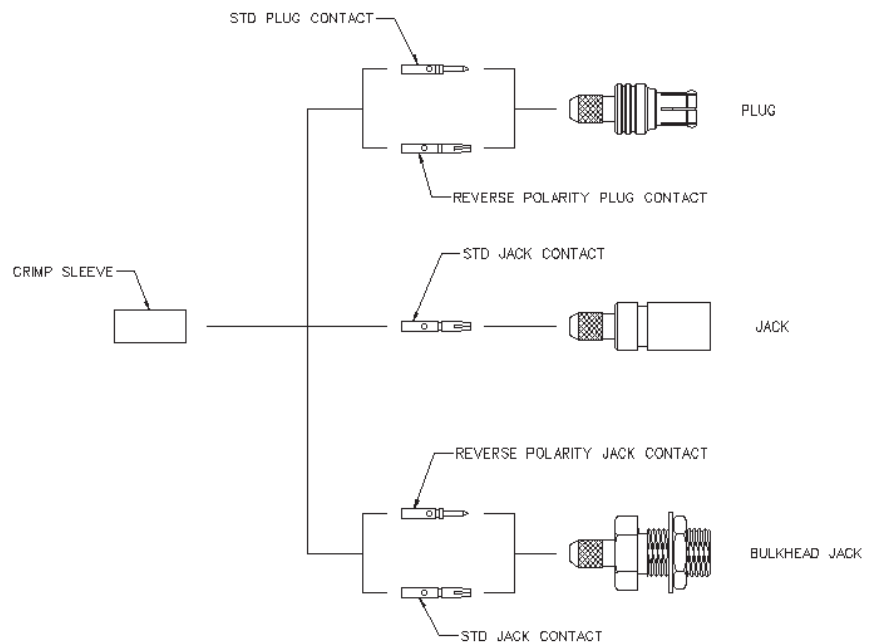 STD PLUG CONTACT
PLUG
REVERSE POLARITY PLUG CONTACT
STD JACK CONTACT
CRIMP SLEEVE
JACK
REVERSE POLARITY JACK CONTACT
BULKHEAD JACK
STD JACK CONTACT